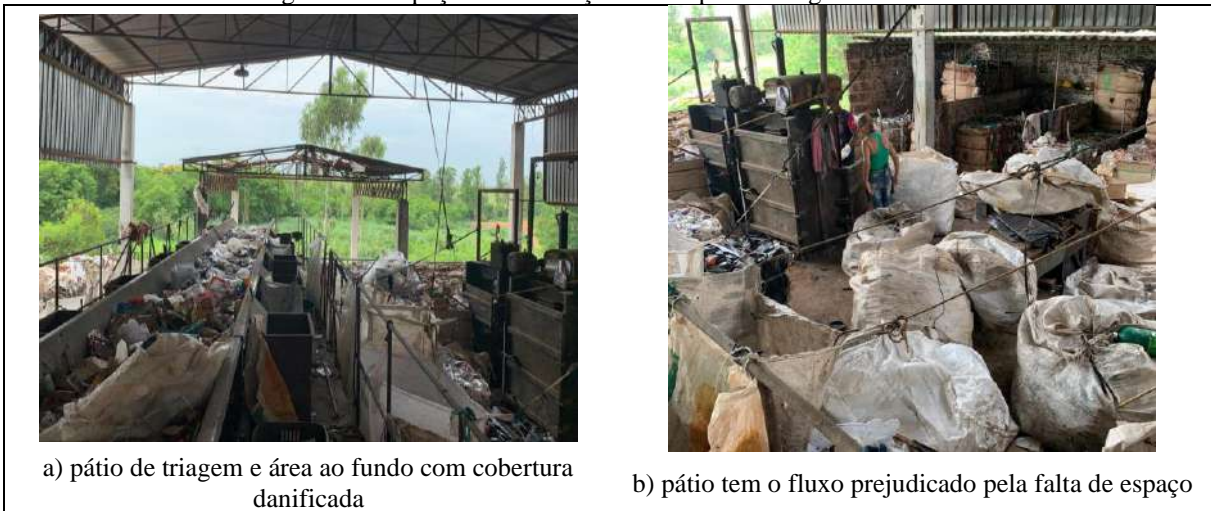 a) pátio de triagem e área ao fundo com cobertura
danificada
b) pátio tem o fluxo prejudicado pela falta de espaço